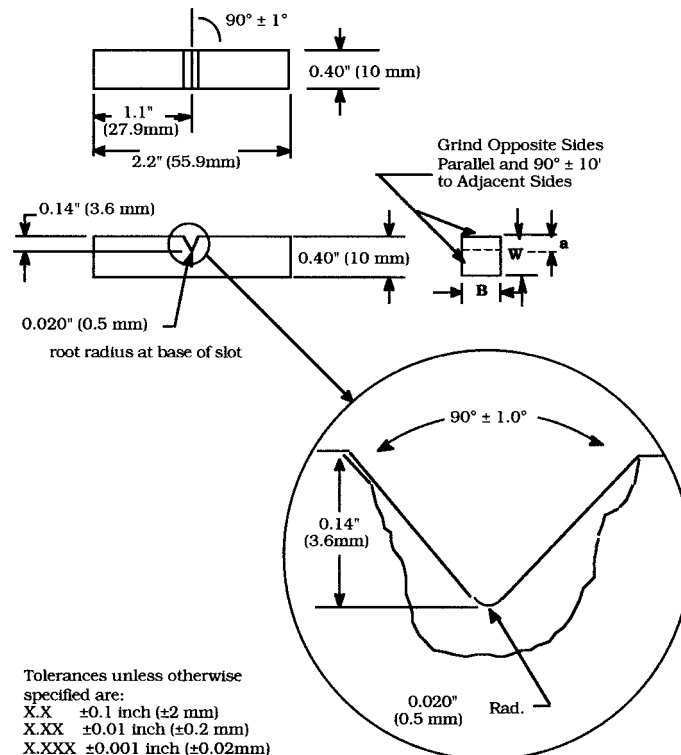 90° ± 1°
0.40" (10 mm)
1.1"
(27.9mm)
2.2" (55.9mm)
Grind Opposite Sides
Parallel and 90° ± 10'
to Adjacent Sides
0.14" (3.6 mm)
0.40" (10 mm)
W
a
B
0.020" (0.5 mm)
root radius at base of slot
90° ± 1.0°
0.14"
(3.6mm)
0.020"
(0.5 mm)
Rad.
Tolerances unless otherwise
specified are:
X.X ±0.1 inch (±2 mm)
X.XX ±0.01 inch (±0.2 mm)
X.XXX ±0.001 inch (±0.02mm)